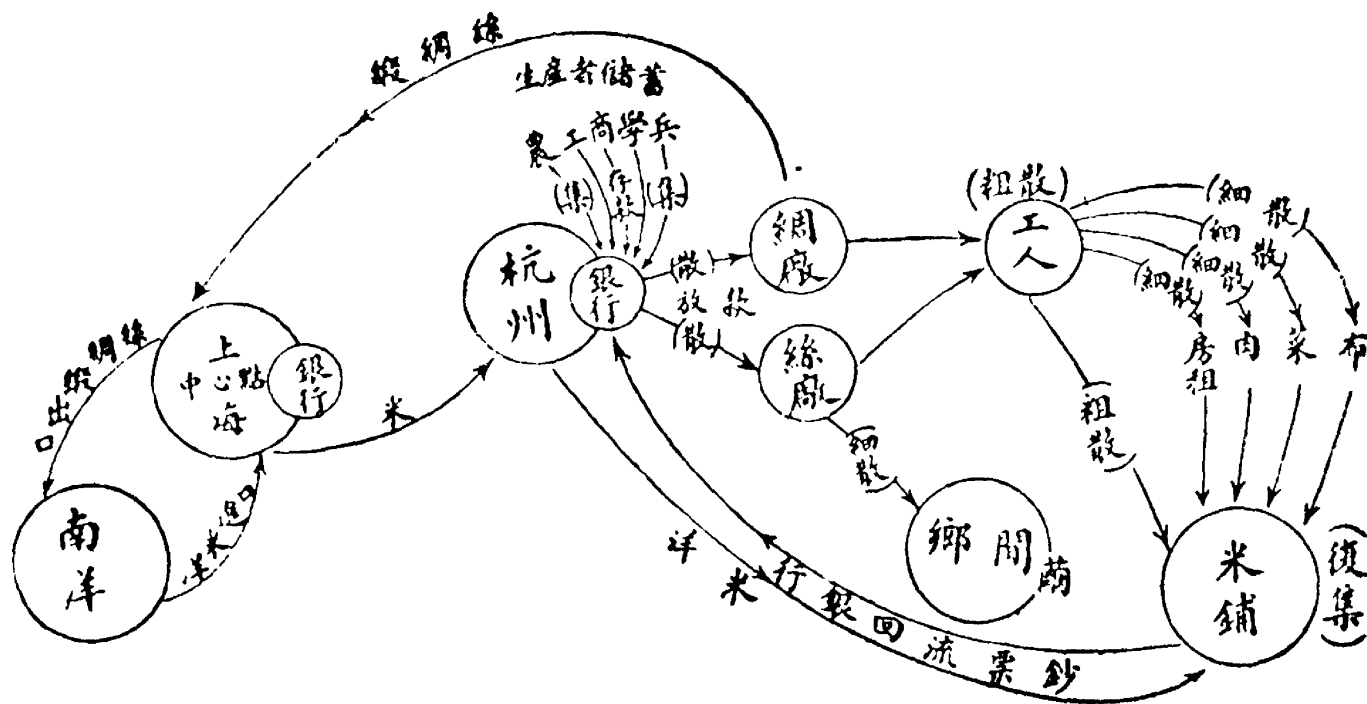 絲綢緞
生產者儲蓄
農工商學兵
(集)
存款
(集)
杭州
銀行
(散)
放款
(散)
綢廠
絲廠
(粗散)
工人
(細散)
(細散)
(細散)
(細散)
房租
肉
菜
布
(粗散)
(細散)
鄉間
繭
米鋪
(復集)
上海
中心點
銀行
絲綢緞出口
南洋
洋米進口
米
洋米
鈔票流回銀行